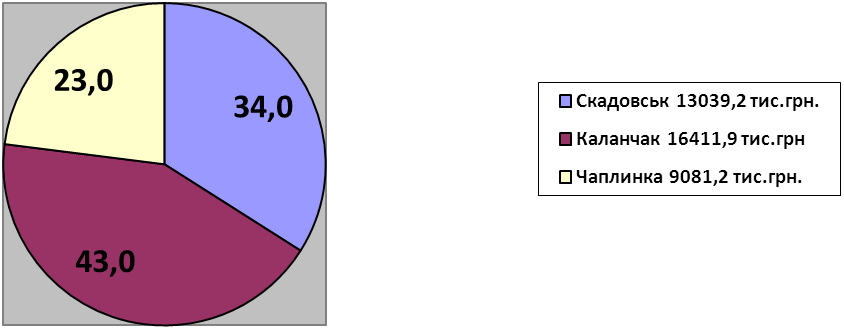 23,0
34,0
43,0
Скадовськ 13039,2 тис.грн.
Каланчак 16411,9 тис.грн
Чаплинка 9081,2 тис.грн.